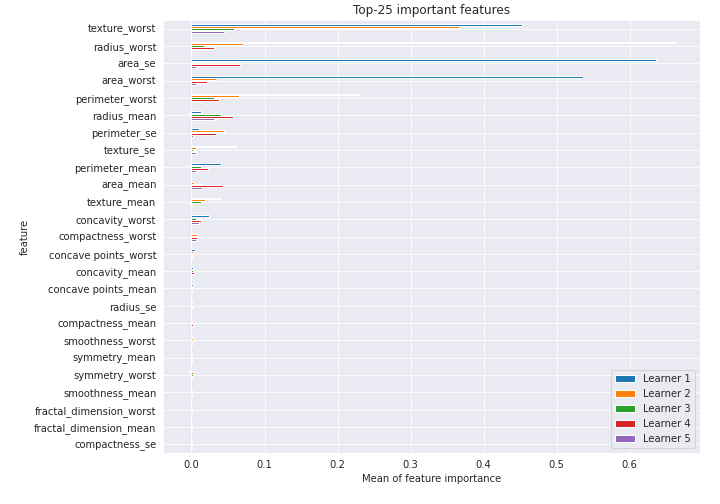 Top-25 important features
texture_worst
radius_worst
area_se
area_worst
perimeter_worst
radius_mean
perimeter_se
texture_se
perimeter_mean
area_mean
texture_mean
concavity_worst
compactness_worst
concave points_worst
concavity_mean
concave points_mean
radius_se
compactness_mean
smoothness_worst
symmetry_mean
symmetry_worst
smoothness_mean
fractal_dimension_worst
fractal_dimension_mean
compactness_se
feature
Learner 1
Learner 2
Learner 3
Learner 4
Learner 5
0.0 0.1 0.2 0.3 0.4 0.5 0.6
Mean of feature importance